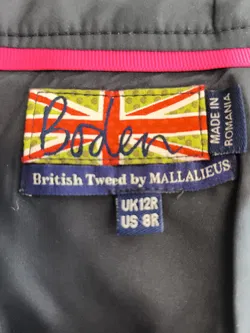 Boden
MADE IN
ROMANIA
British Tweed by MALLALIEUS
UK12R
US 8R